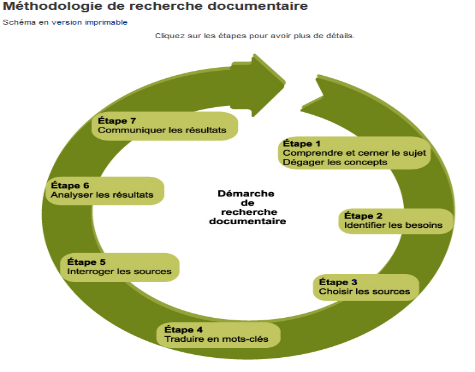 Méthodologie de recherche documentaire
Schéma en version imprimable
Cliquez sur les étapes pour avoir plus de détails.
Étape 7
Communiquer les résultats
Étape 1
Comprendre et cerner le sujet
Dégager les concepts
Étape 6
Analyser les résultats
Démarche
de
recherche
documentaire
Étape 2
Identifier les besoins
Étape 5
Interroger les sources
Étape 3
Choisir les sources
Étape 4
Traduire en mots-clés